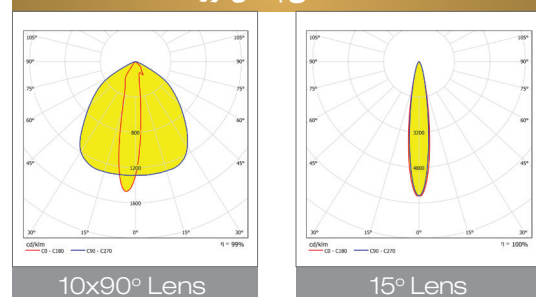 105° 105°
90° 90°
75° 75°
60° 60°
45° 45°
30° 15° 0° 15° 30°
800
1200
1600
cd/klm η = 99%
C0 - C180 C90 - C270
10x90° Lens
105° 105°
90° 90°
75° 75°
60° 60°
45° 45°
30° 15° 0° 15° 30°
3200
4800
cd/klm η = 100%
C0 - C180 C90 - C270
15° Lens